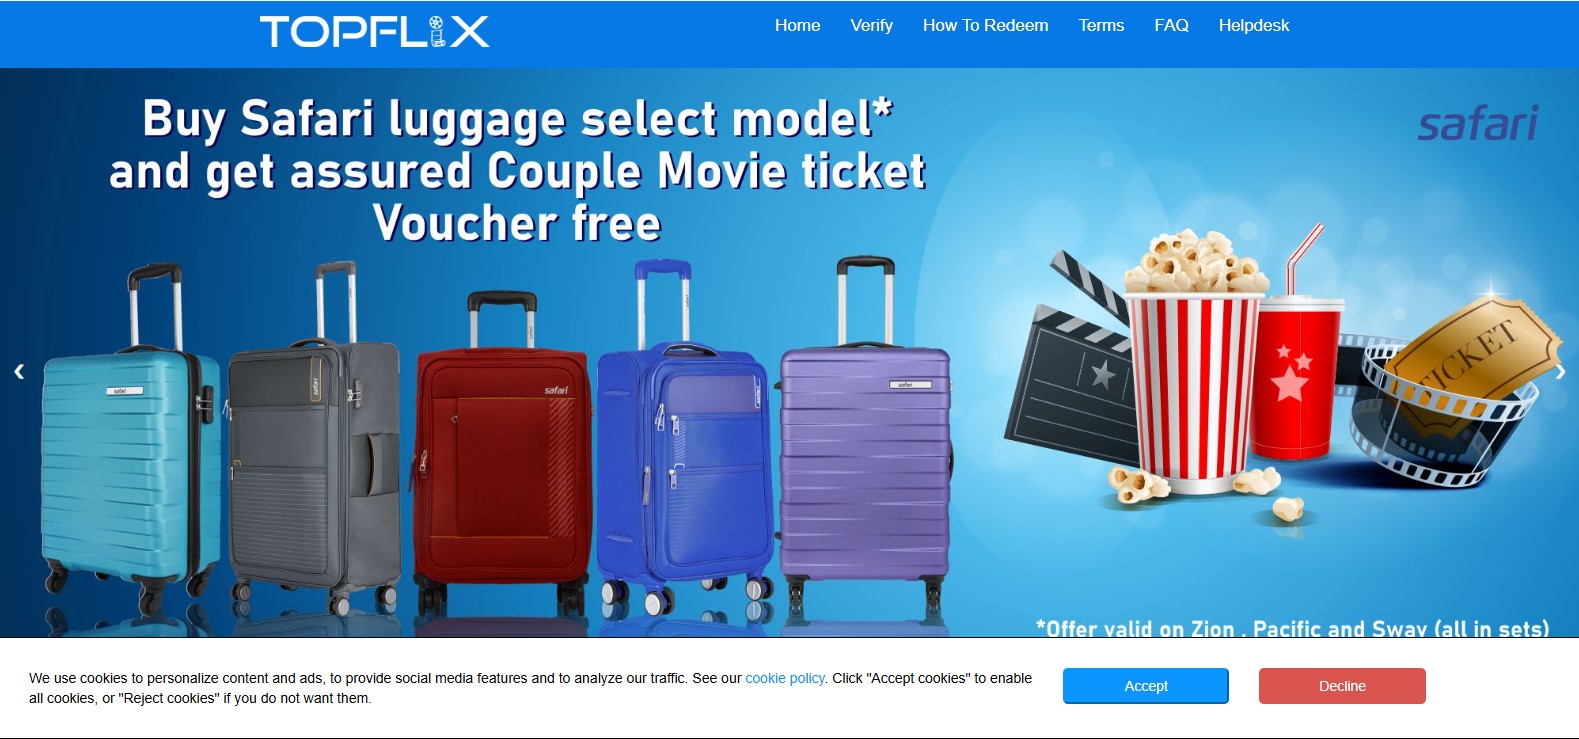 TOPFLIX
Home Verify How To Redeem Terms FAQ Helpdesk
Buy Safari luggage select model*
and get assured Couple Movie ticket
Voucher free
safari
safari
safari
safari
safari
TICKET
*Offer valid on Zion , Pacific and Sway (all in sets)
We use cookies to personalize content and ads, to provide social media features and to analyze our traffic. See our cookie policy. Click "Accept cookies" to enable
all cookies, or "Reject cookies" if you do not want them.
Accept
Decline